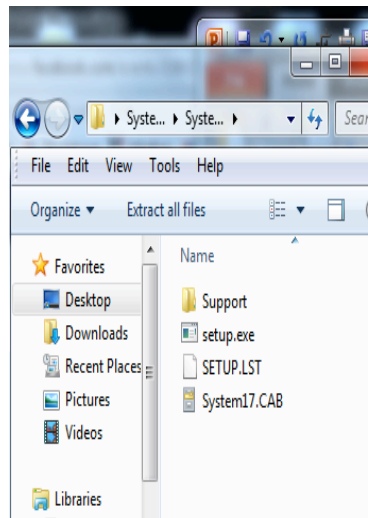 Syste... Syste...
Sear
File Edit View Tools Help
Organize Extract all files
Favorites
Desktop
Downloads
Recent Places
Pictures
Videos
Libraries
Name
Support
setup.exe
SETUP.LST
System17.CAB